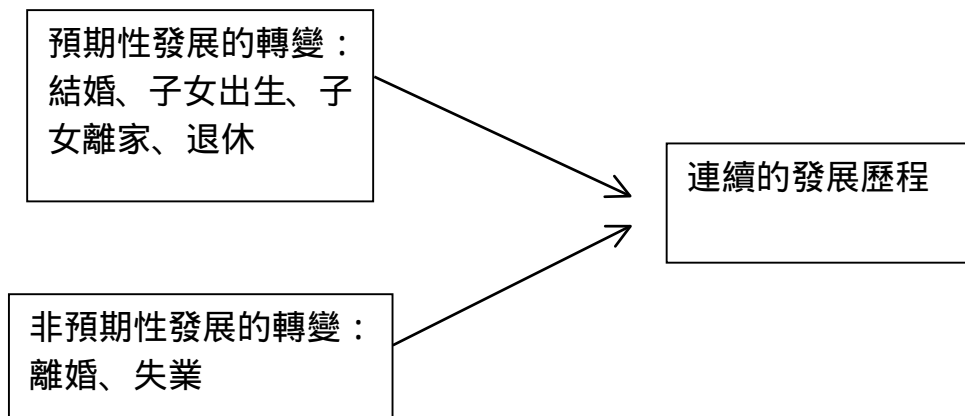 預期性發展的轉變：
結婚、子女出生、子
女離家、退休
連續的發展歷程
非預期性發展的轉變：
離婚、失業